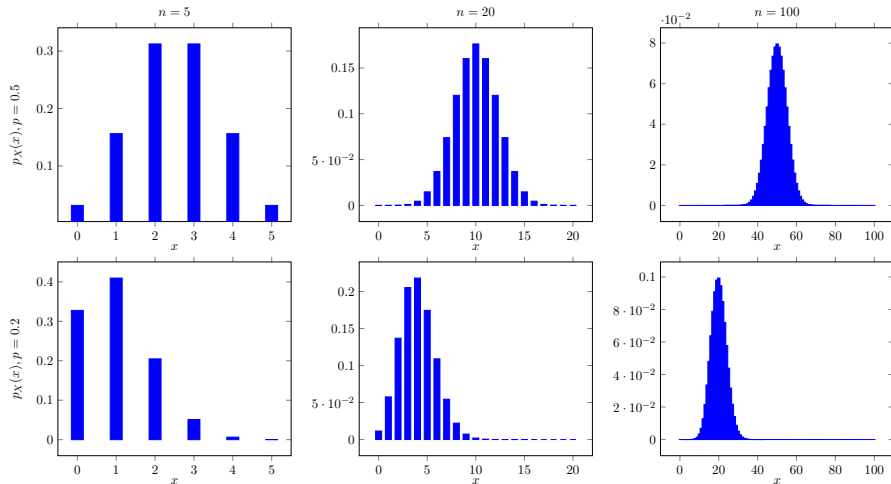 n = 5
n = 20
n = 100
p_X(x), p = 0.5
0.3
0.2
0.1
0 1 2 3 4 5
x
0.15
0.1
5 · 10^−2
0
0 5 10 15 20
x
·10^−2
8
6
4
2
0
0 20 40 60 80 100
x
p_X(x), p = 0.2
0.4
0.3
0.2
0.1
0
0 1 2 3 4 5
x
0.2
0.15
0.1
5 · 10^−2
0
0 5 10 15 20
x
0.1
8 · 10^−2
6 · 10^−2
4 · 10^−2
2 · 10^−2
0
0 20 40 60 80 100
x